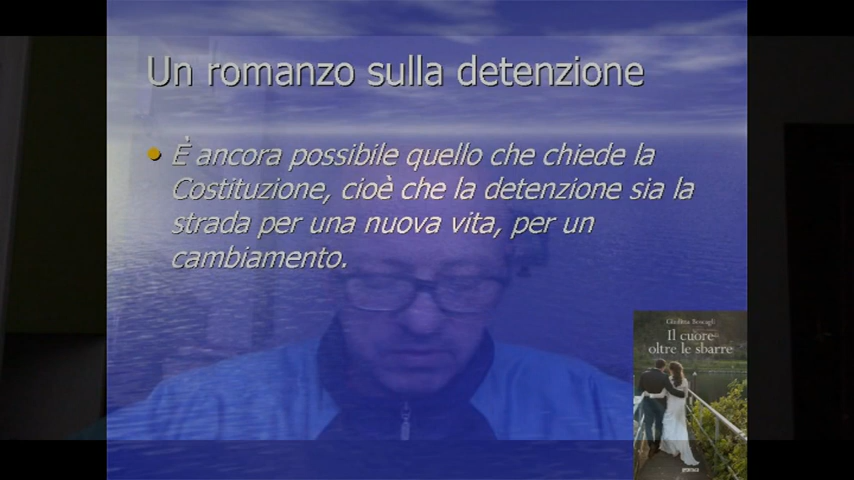 Un romanzo sulla detenzione
• È ancora possibile quello che chiede la
Costituzione, cioè che la detenzione sia la
strada per una nuova vita, per un
cambiamento.
Il cuore
oltre le sbarre